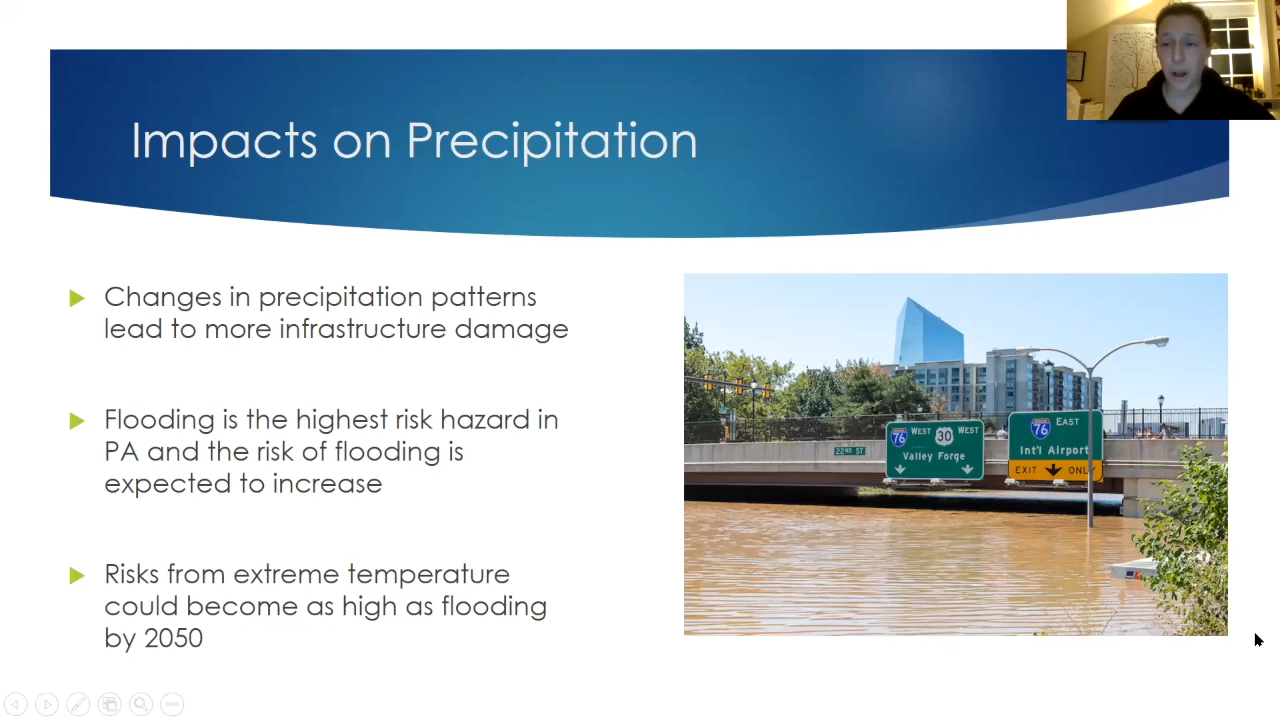 Impacts on Precipitation
Changes in precipitation patterns
lead to more infrastructure damage
Flooding is the highest risk hazard in
PA and the risk of flooding is
expected to increase
Risks from extreme temperature
could become as high as flooding
by 2050
22ND ST
WEST 76 30 WEST
Valley Forge
76 EAST
Int'l Airport
EXIT ONLY